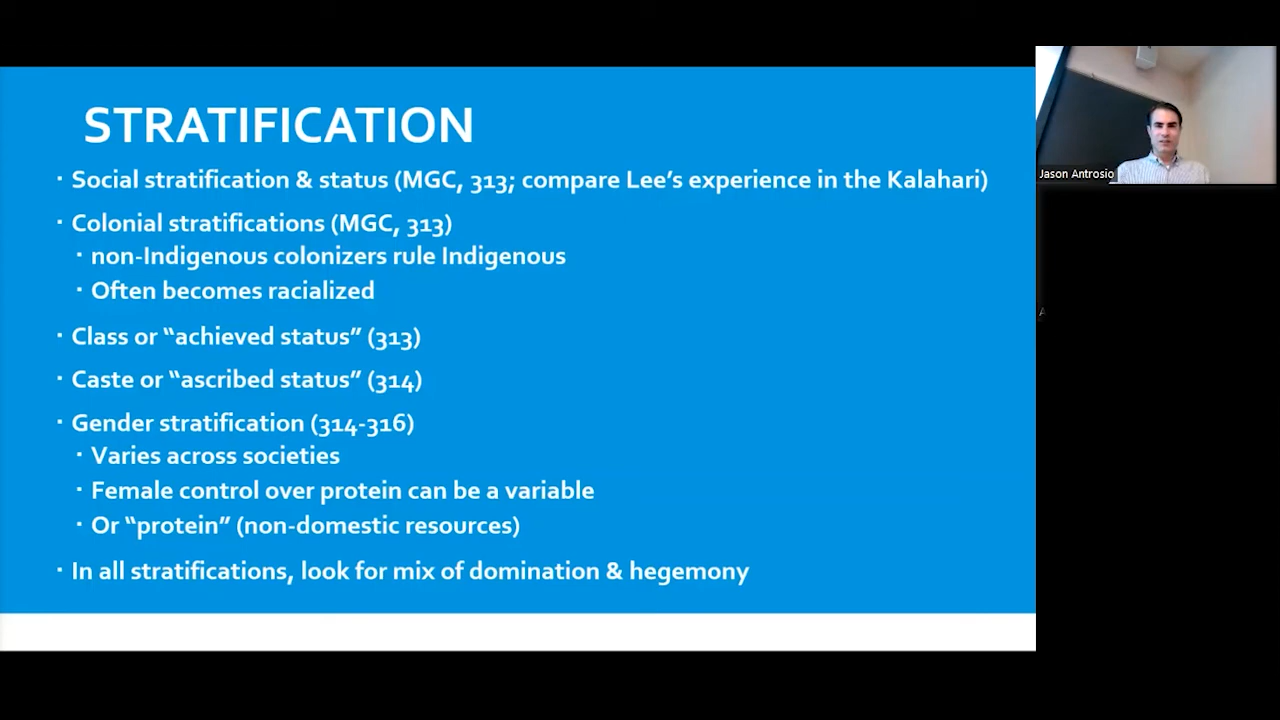 STRATIFICATION
· Social stratification & status (MGC, 313; compare Lee's experience in the Kalahari)
· Colonial stratifications (MGC, 313)
· non-Indigenous colonizers rule Indigenous
· Often becomes racialized
· Class or “achieved status” (313)
· Caste or “ascribed status” (314)
· Gender stratification (314-316)
· Varies across societies
· Female control over protein can be a variable
· Or “protein” (non-domestic resources)
· In all stratifications, look for mix of domination & hegemony
Jason Antrosio